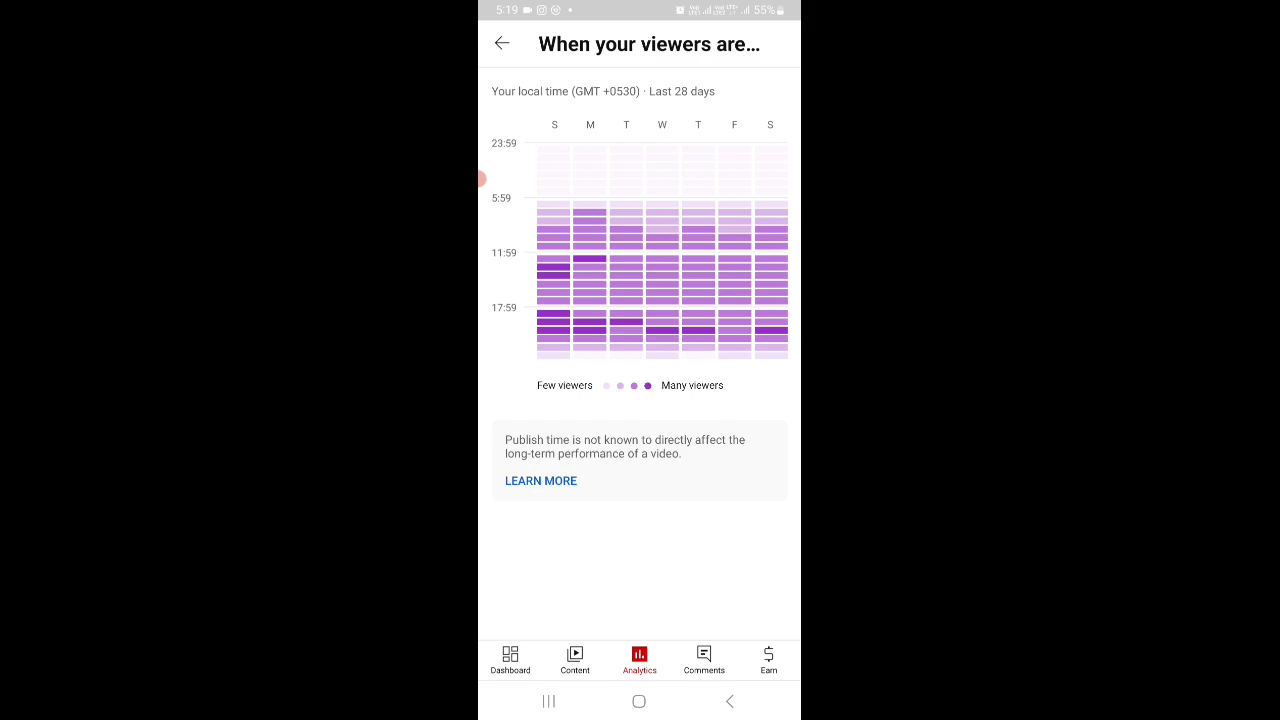 5:19
55%
When your viewers are...
Your local time (GMT +0530) · Last 28 days
S M T W T F S
23:59
5:59
11:59
17:59
Few viewers
Many viewers
Publish time is not known to directly affect the
long-term performance of a video.
LEARN MORE
Dashboard Content Analytics Comments Earn